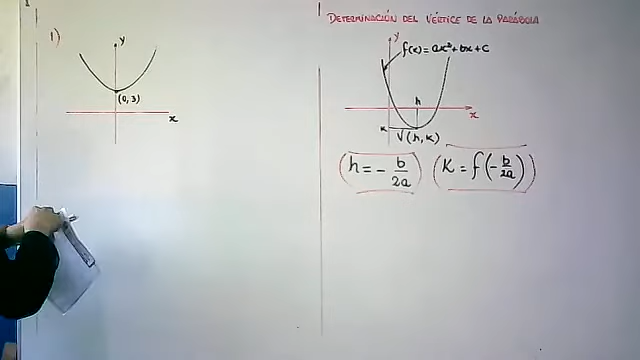 1)
y
(0, 3)
x
DETERMINACIÓN DEL VÉRTICE DE LA PARÁBOLA
y
f(x) = ax² + bx + c
h
x
K
V(h, K)
h = - b/2a
K = f(- b/2a)